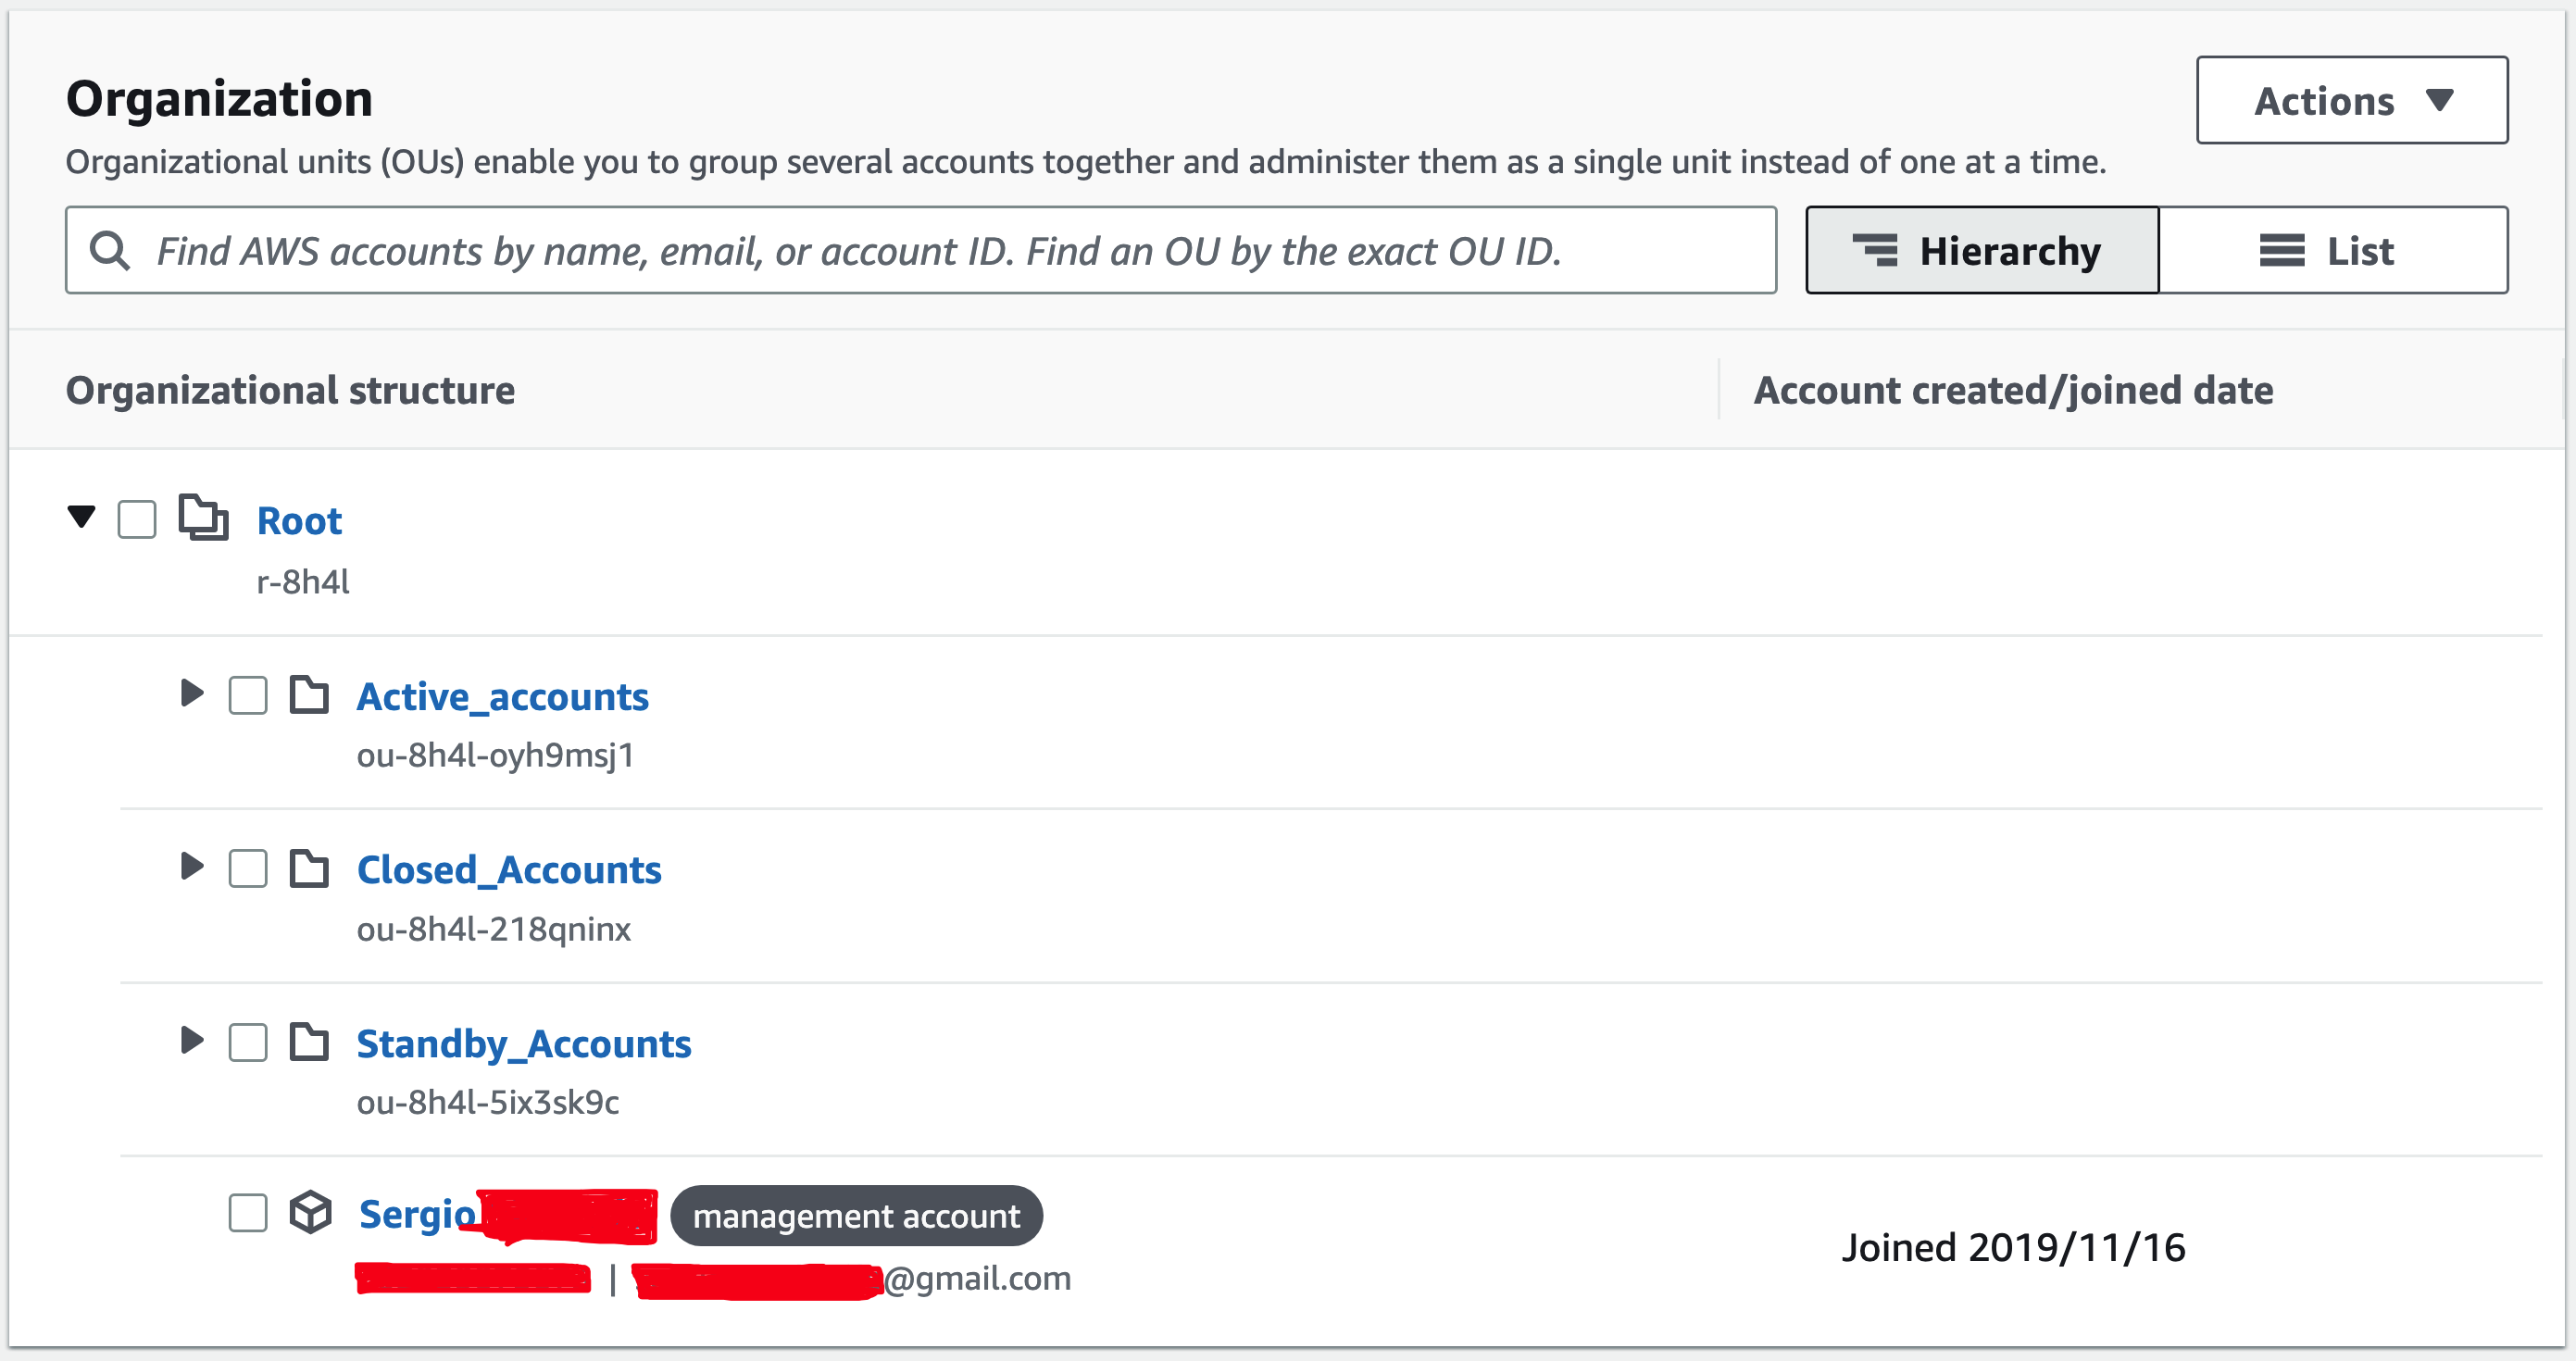 Organization
Actions
Organizational units (OUs) enable you to group several accounts together and administer them as a single unit instead of one at a time.
Find AWS accounts by name, email, or account ID. Find an OU by the exact OU ID.
Hierarchy
List
Organizational structure
Account created/joined date
Root
r-8h4l
Active_accounts
ou-8h4l-oyh9msj1
Closed_Accounts
ou-8h4l-218qninx
Standby_Accounts
ou-8h4l-5ix3sk9c
Sergio management account
Joined 2019/11/16
| @gmail.com